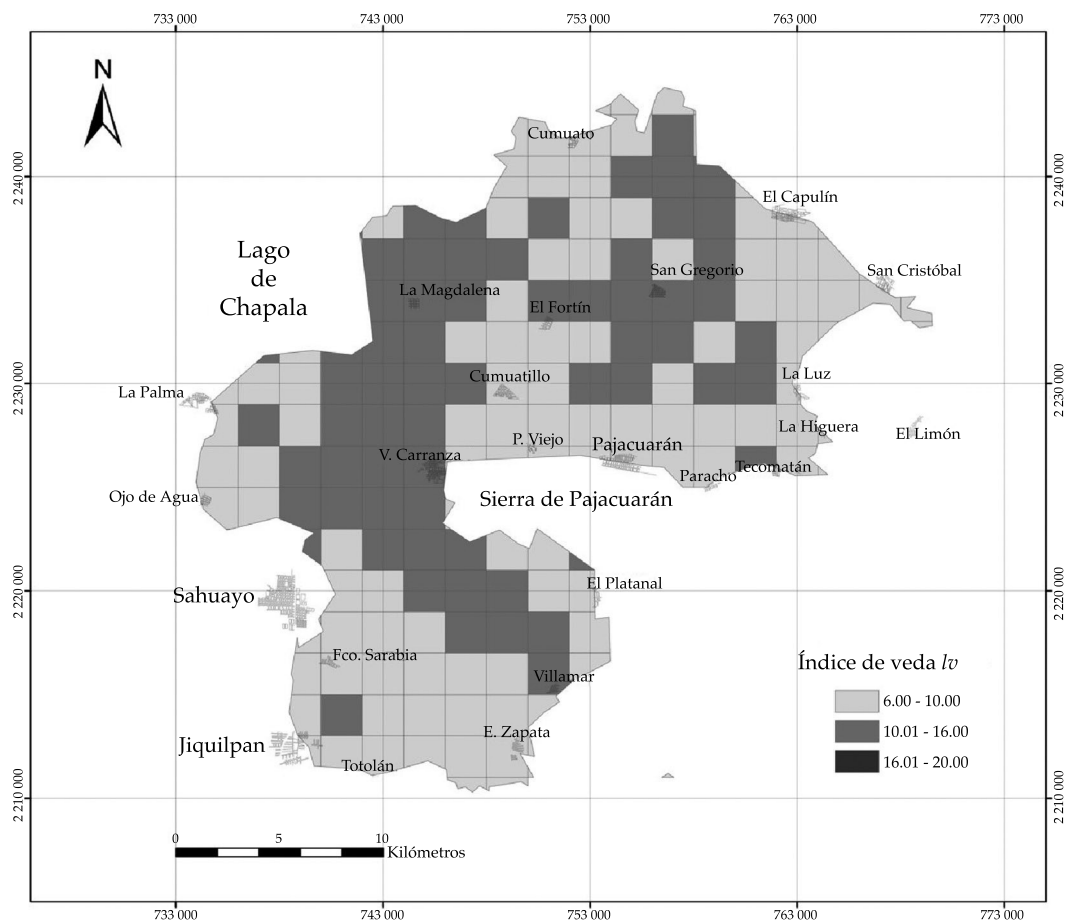 733 000 743 000 753 000 763 000 773 000
N
Cumuato
2 240 000
2 240 000
El Capulín
Lago
de
Chapala
San Gregorio
San Cristóbal
La Magdalena
El Fortín
2 230 000
2 230 000
Cumuatillo
La Luz
La Palma
La Higuera
El Limón
P. Viejo
Pajacuarán
V. Carranza
Paracho
Tecomatán
Ojo de Agua
Sierra de Pajacuarán
2 220 000
2 220 000
El Platanal
Sahuayo
Fco. Sarabia
Villamar
Índice de veda lv
6.00 - 10.00
10.01 - 16.00
16.01 - 20.00
E. Zapata
Jiquilpan
Totolán
2 210 000
2 210 000
0 5 10
Kilómetros
733 000 743 000 753 000 763 000 773 000